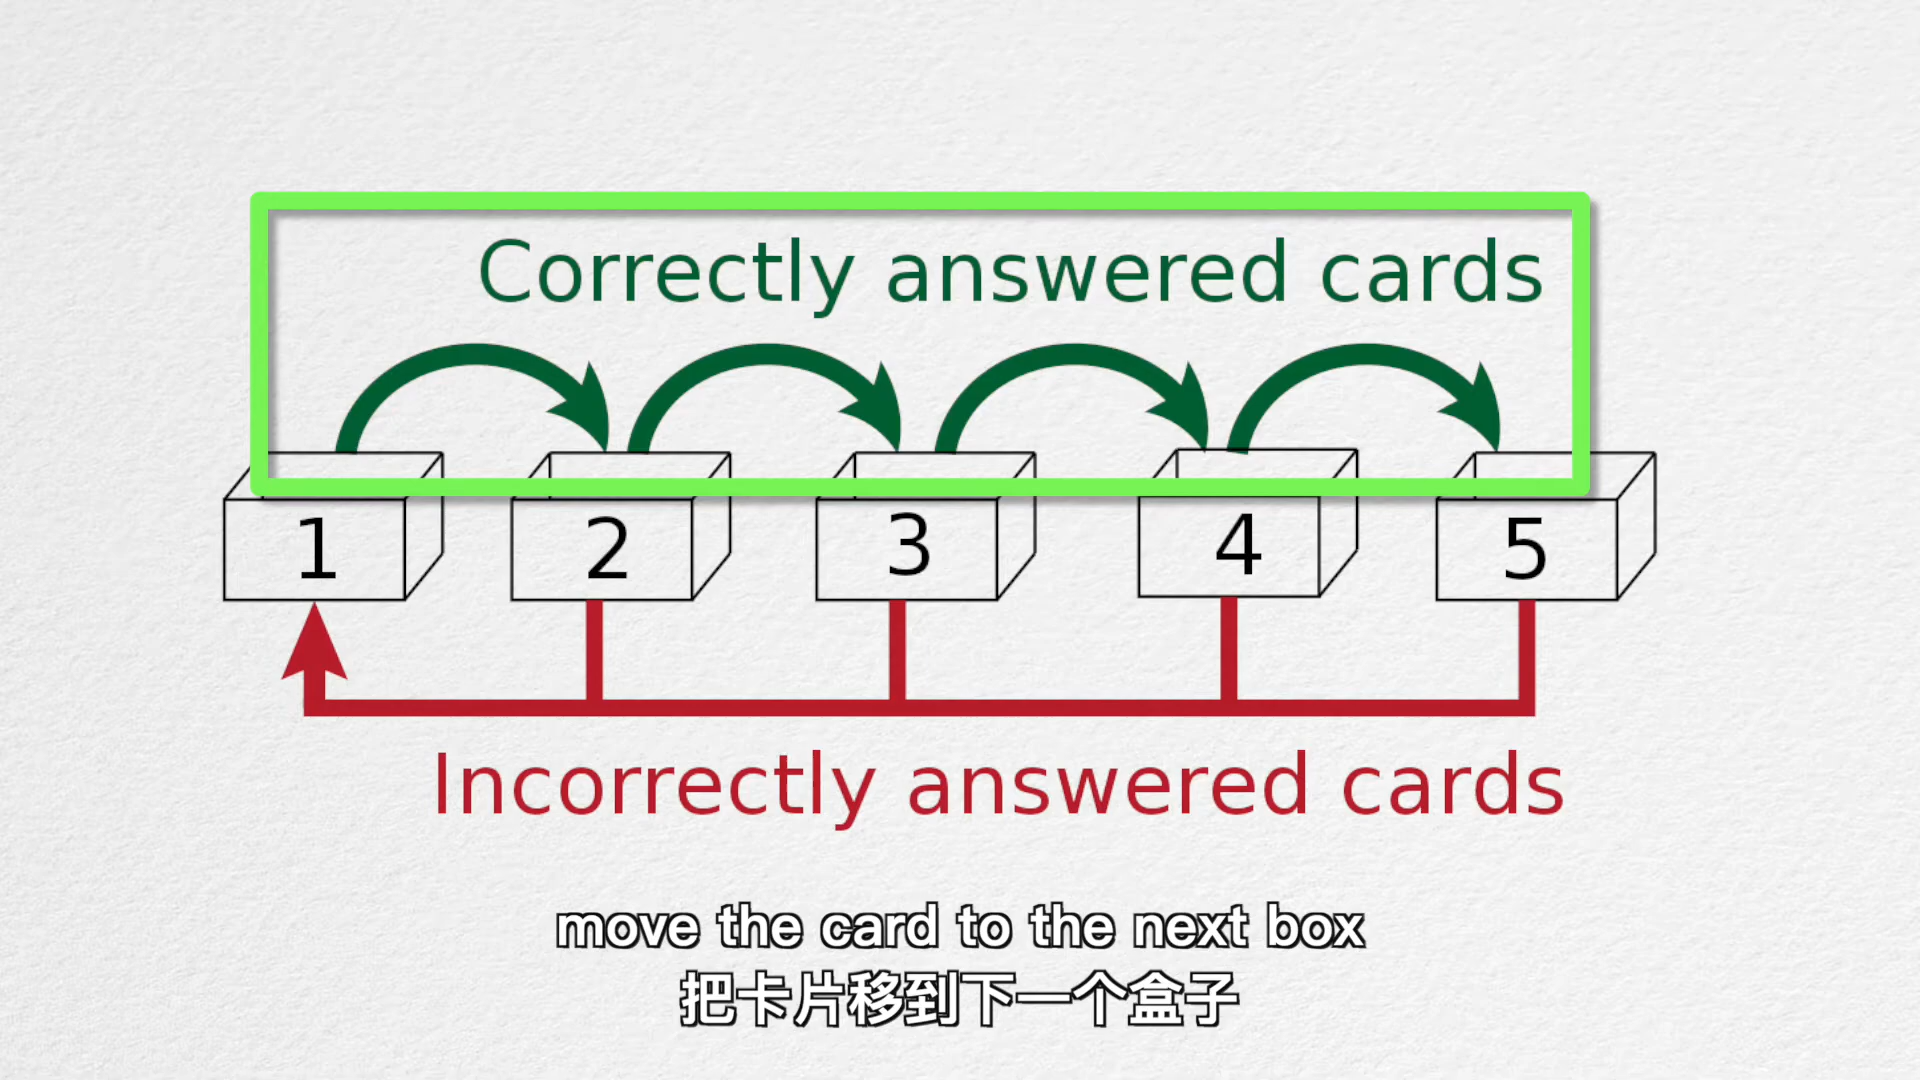 Correctly answered cards
1 2 3 4 5
Incorrectly answered cards
move the card to the next box
把卡片移到下一个盒子